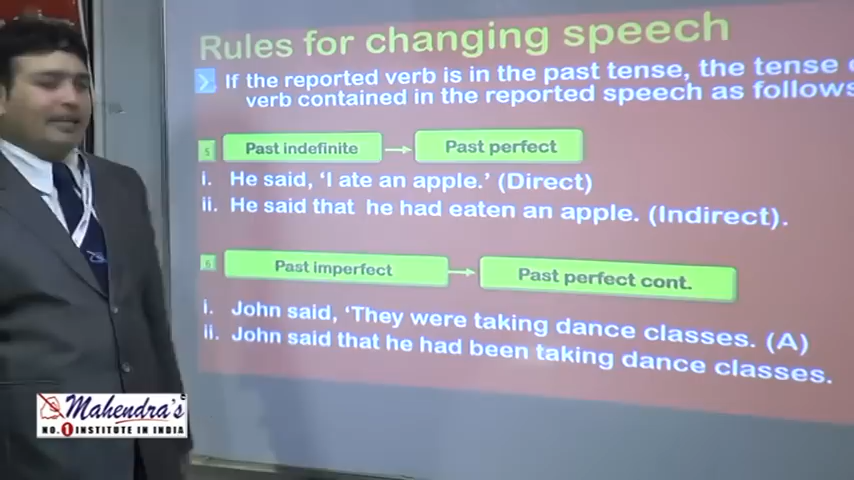 Rules for changing speech
If the reported verb is in the past tense, the tense
verb contained in the reported speech as follows
5 Past indefinite Past perfect
i. He said, ‘I ate an apple.’ (Direct)
ii. He said that he had eaten an apple. (Indirect).
6 Past imperfect Past perfect cont.
i. John said, ‘They were taking dance classes. (A)
ii. John said that he had been taking dance classes.
Mahendra's
NO. 1 INSTITUTE IN INDIA